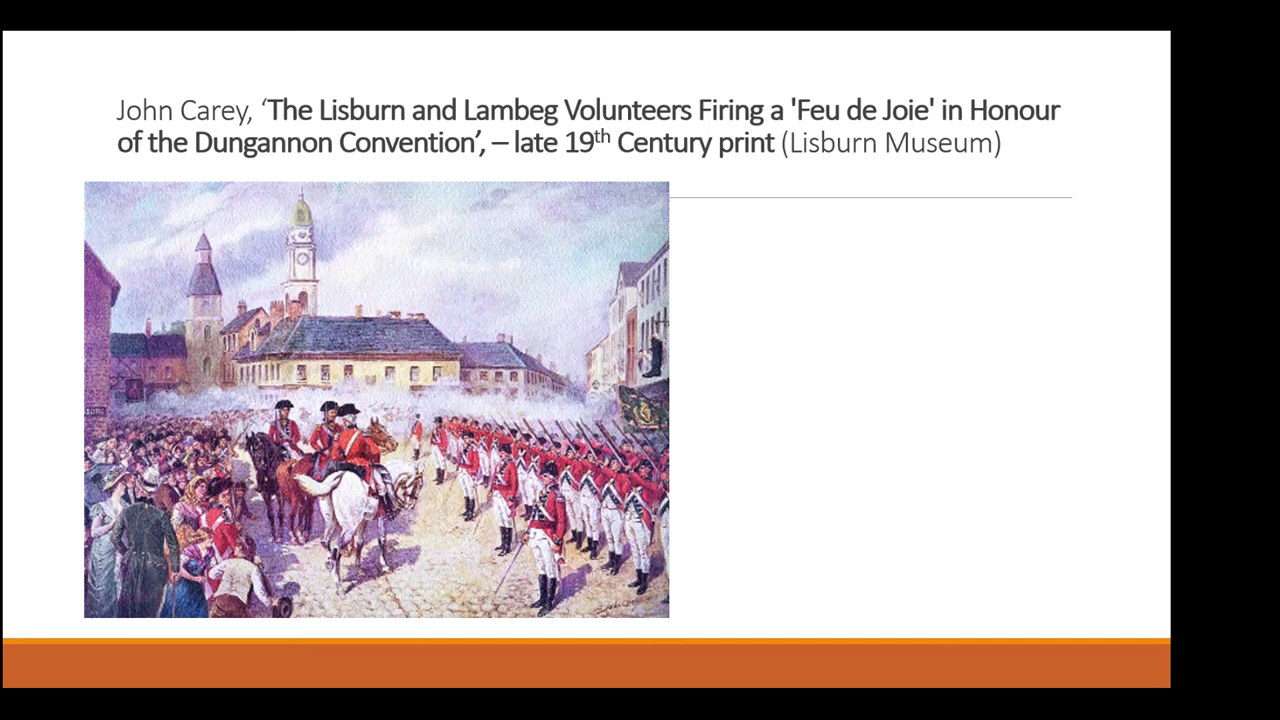 John Carey, ‘The Lisburn and Lambeg Volunteers Firing a 'Feu de Joie' in Honour
of the Dungannon Convention’, – late 19th Century print (Lisburn Museum)